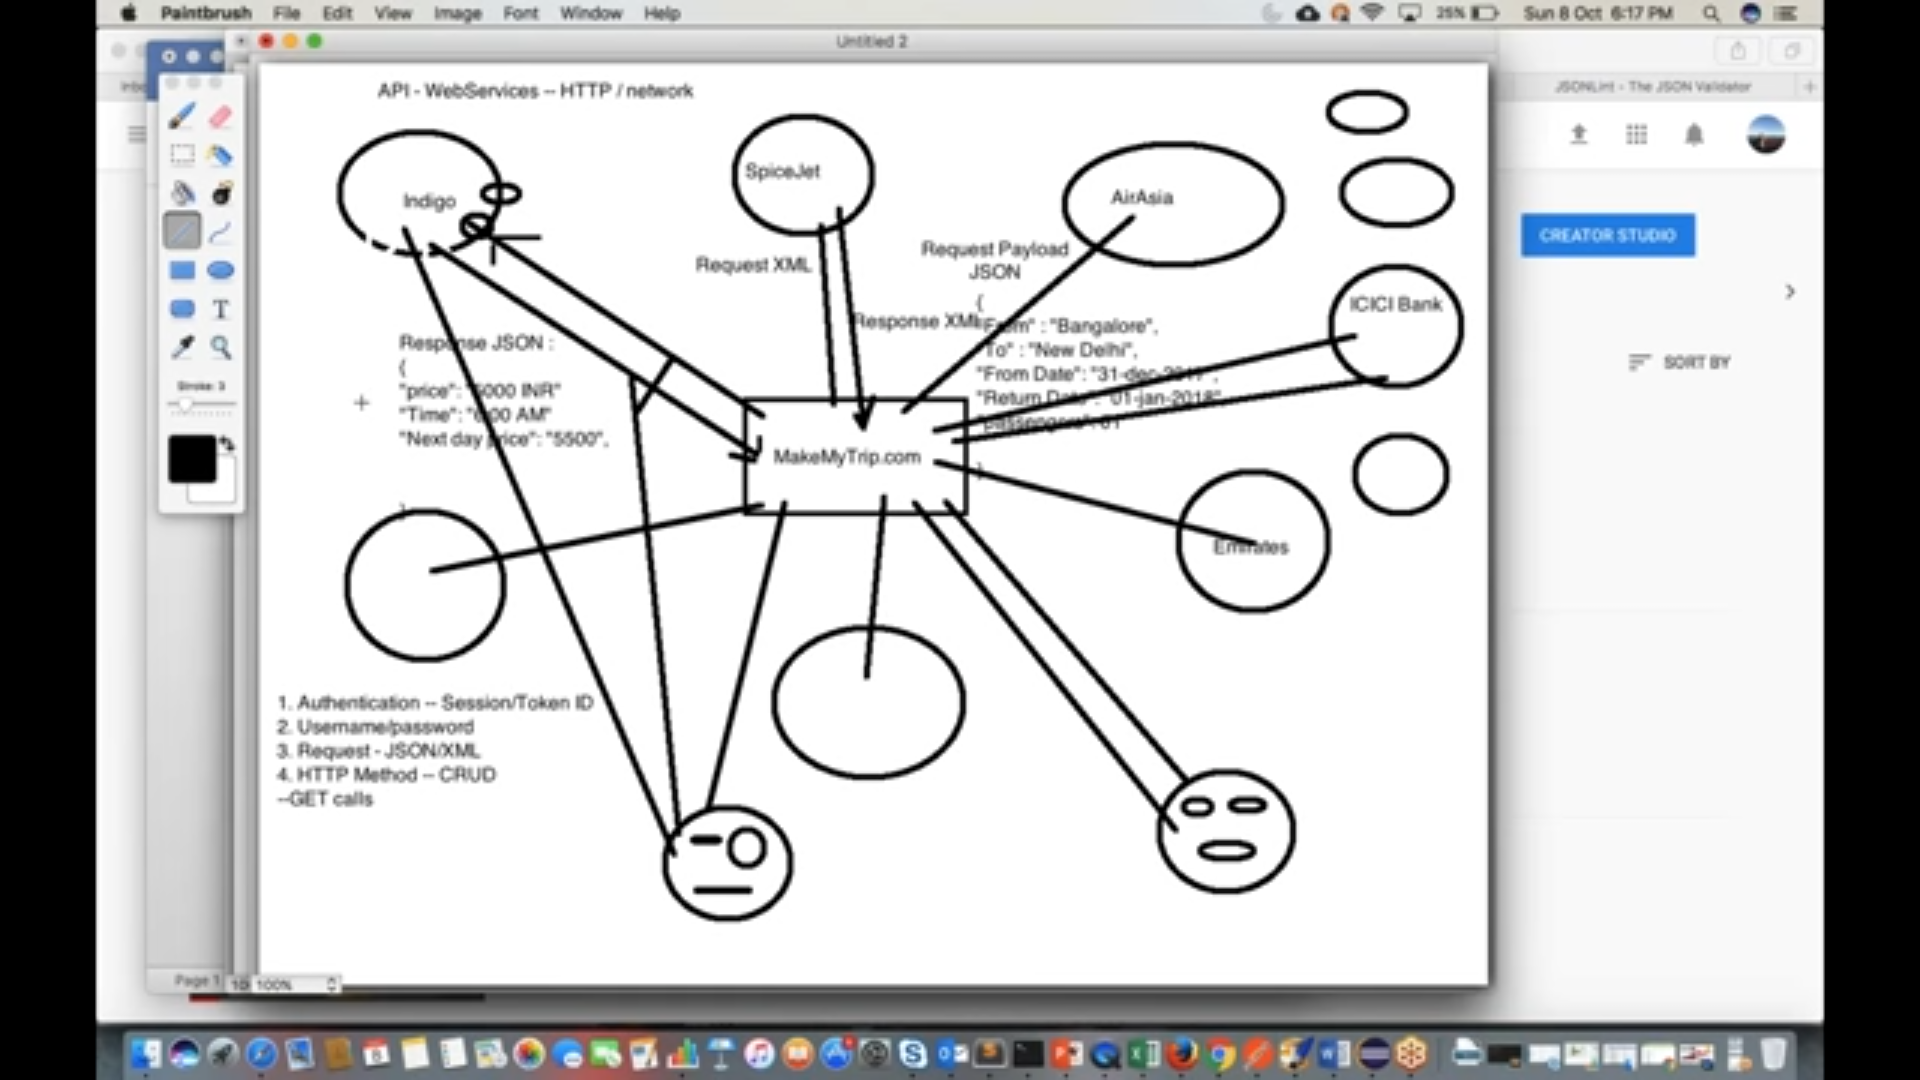 Paintbrush File Edit View Image Font Window Help
25% Sun 8 Oct 6:17 PM
Untitled 2
JSONLint - The JSON Validator
API - WebServices -- HTTP / network
Indigo
SpiceJet
AirAsia
Request XML
Request Payload
JSON
{
"From" : "Bangalore",
"To" : "New Delhi",
"From Date": "31-dec-2017",
"Return Date": "01-jan-2018",
"passengers": 01
}
Response XML
ICICI Bank
CREATOR STUDIO
SORT BY
Response JSON :
{
"price": "5000 INR"
"Time": "6:00 AM"
"Next day price": "5500",
}
Stroke: 3
MakeMyTrip.com
Emirates
1. Authentication -- Session/Token ID
2. Username/password
3. Request - JSON/XML
4. HTTP Method -- CRUD
--GET calls
Page 1
100%